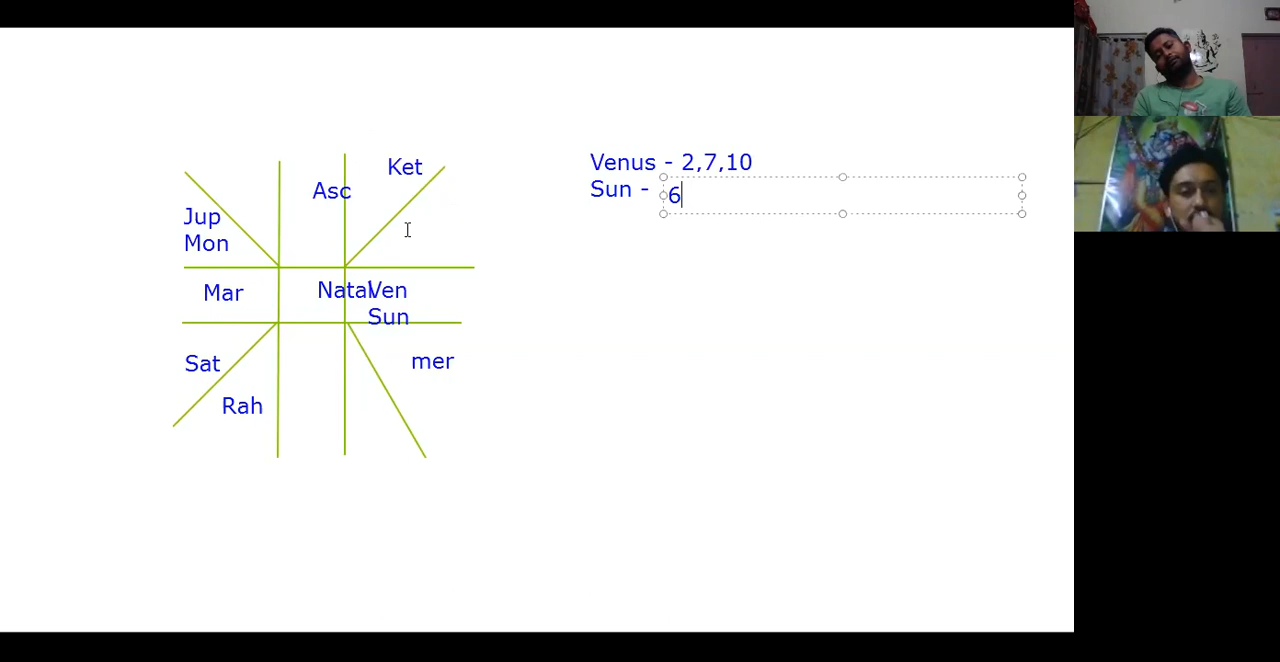 Ket
Asc
Jup
Mon
Mar
Natal
Ven
Sun
Sat
mer
Rah
Venus - 2,7,10
Sun - 6